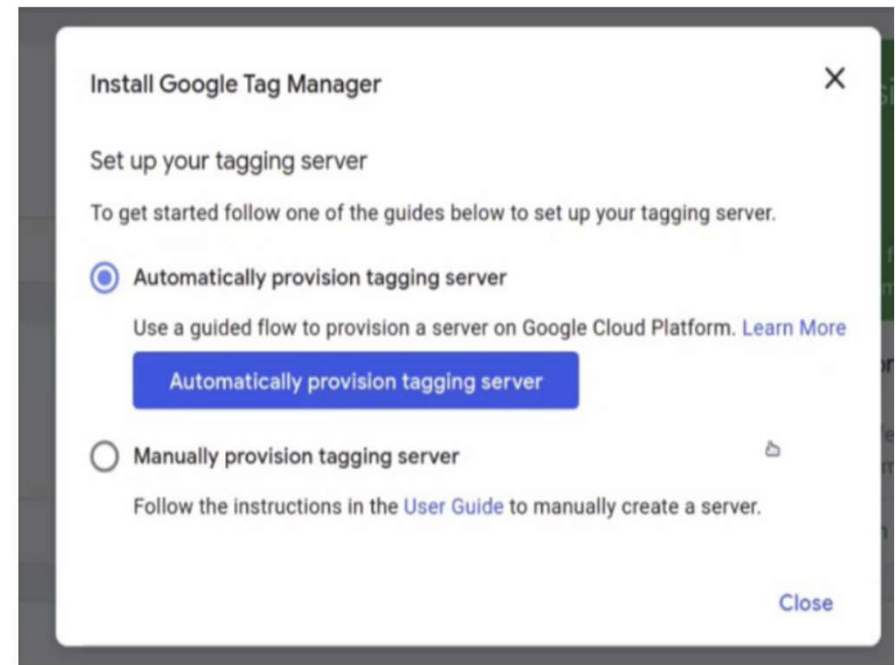 Install Google Tag Manager
Set up your tagging server
To get started follow one of the guides below to set up your tagging server.
Automatically provision tagging server
Use a guided flow to provision a server on Google Cloud Platform. Learn More
Automatically provision tagging server
Manually provision tagging server
Follow the instructions in the User Guide to manually create a server.
Close